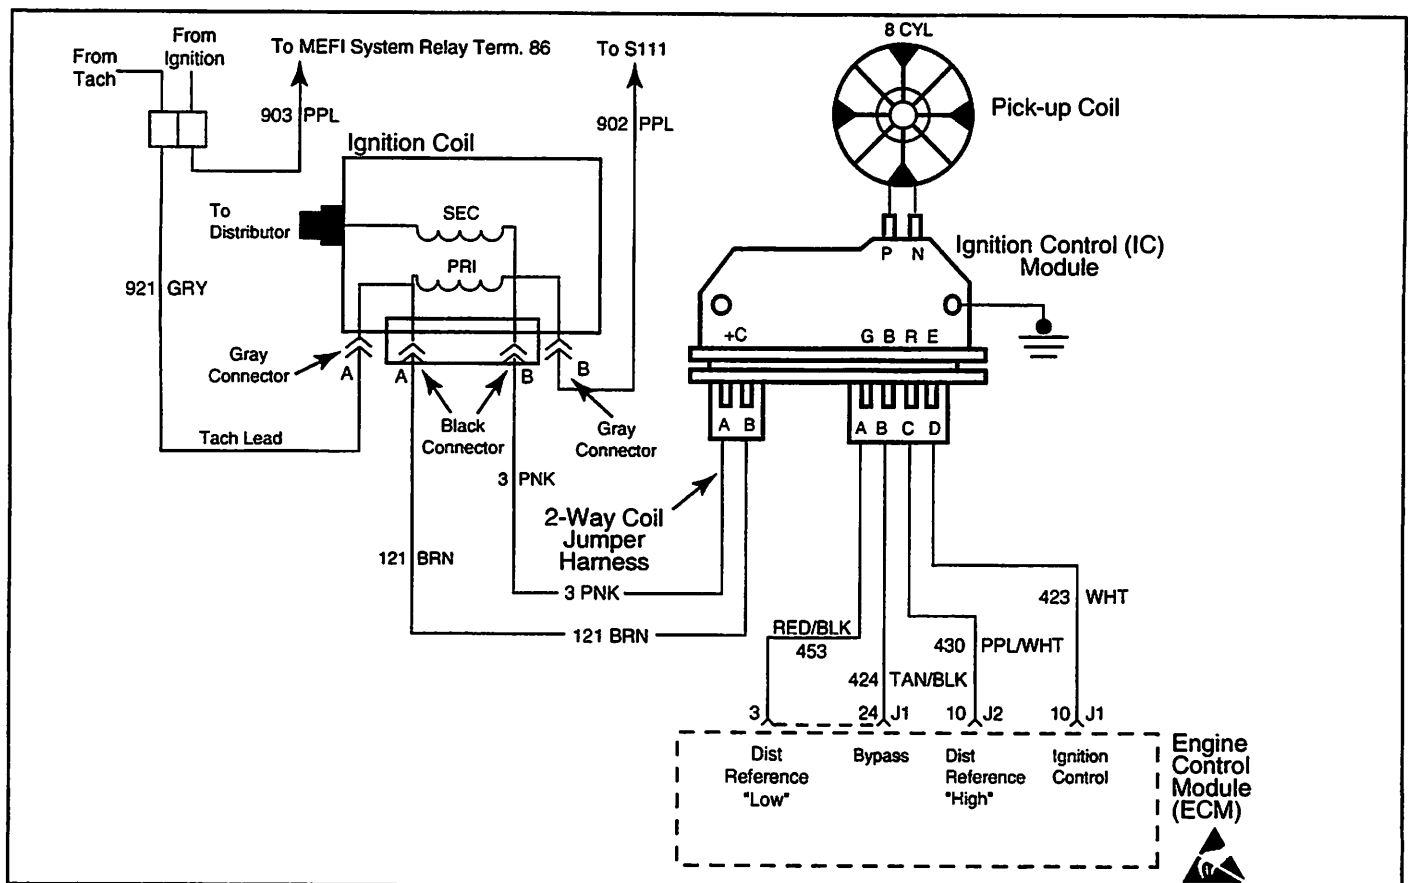 8 CYL
From
Tach
From
Ignition
To MEFI System Relay Term. 86
To S111
903 PPL
902 PPL
Pick-up Coil
Ignition Coil
To
Distributor
SEC
PRI
P N
Ignition Control (IC)
Module
921 GRY
+C
G B R E
Gray
Connector
A
A
B
B
Black
Connector
Gray
Connector
A B
A B C D
Tach Lead
3 PNK
2-Way Coil
Jumper
Harness
121 BRN
3 PNK
121 BRN
423 WHT
RED/BLK
453
430 PPL/WHT
424 TAN/BLK
3
24 J1
10 J2
10 J1
Dist
Reference
"Low"
Bypass
Dist
Reference
"High"
Ignition
Control
Engine
Control
Module
(ECM)